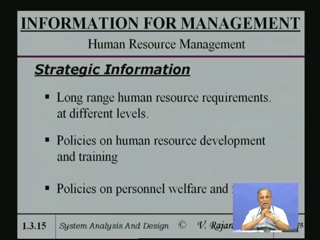 INFORMATION FOR MANAGEMENT
Human Resource Management
Strategic Information
▪ Long range human resource requirements.
at different levels.
▪ Policies on human resource development
and training
▪ Policies on personnel welfare and
1.3.15 System Analysis And Design © V.